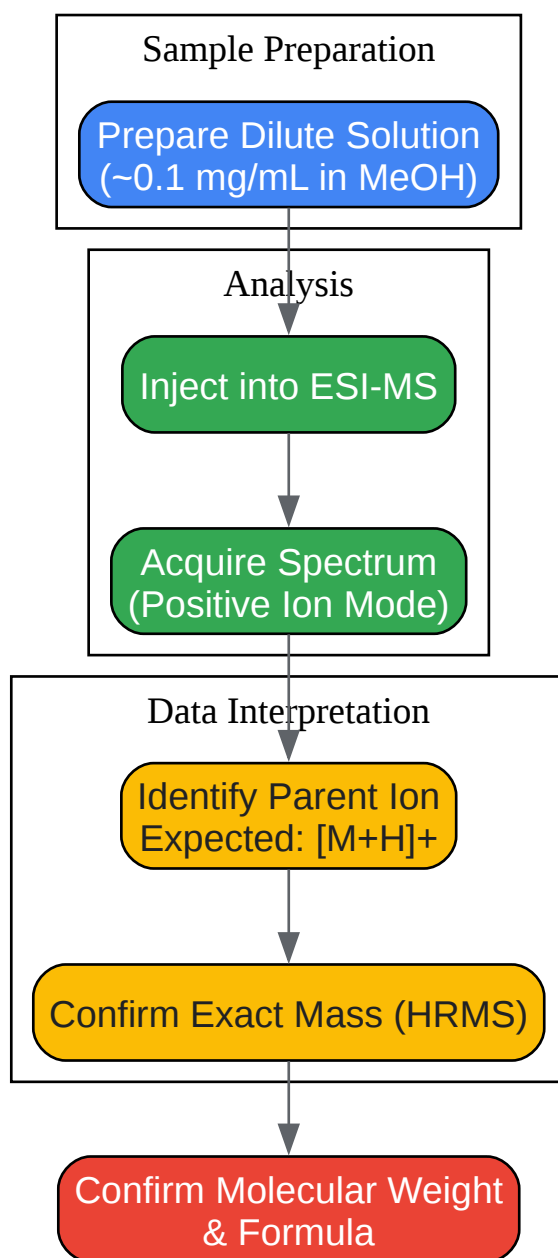 Sample Preparation
Prepare Dilute Solution
(~0.1 mg/mL in MeOH)
Analysis
Inject into ESI-MS
Acquire Spectrum
(Positive Ion Mode)
Data Interpretation
Identify Parent Ion
Expected: [M+H]+
Confirm Exact Mass (HRMS)
Confirm Molecular Weight
& Formula